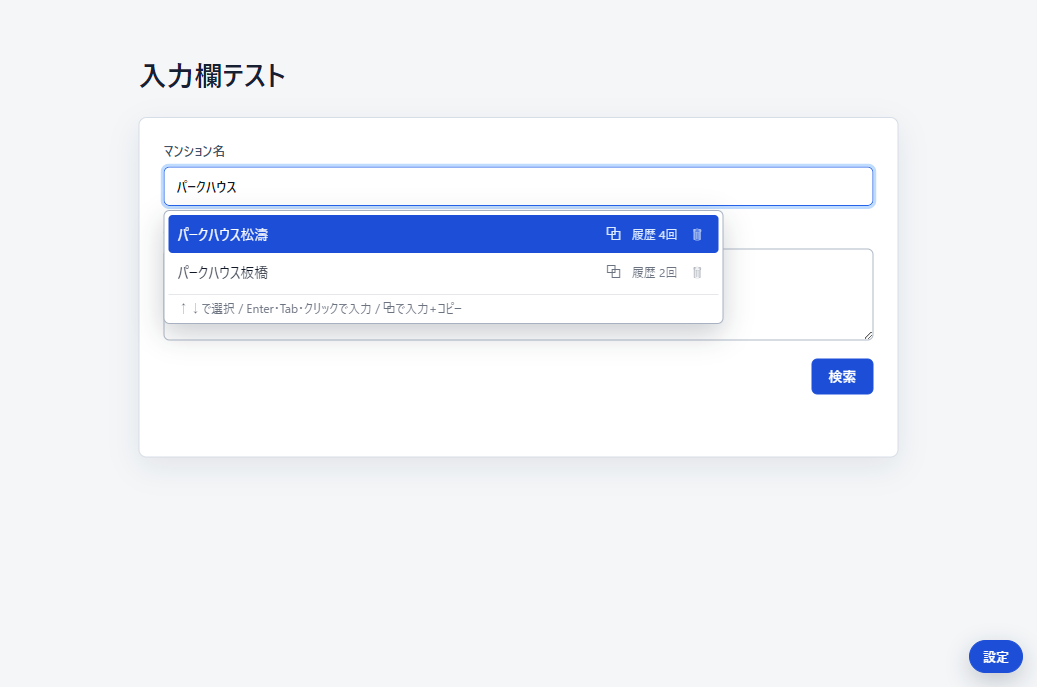 入力欄テスト
マンション名
パークハウス
パークハウス松濤 履歴 4回
パークハウス板橋 履歴 2回
↑↓で選択 / Enter・Tab・クリックで入力 / で入力+コピー
検索
設定